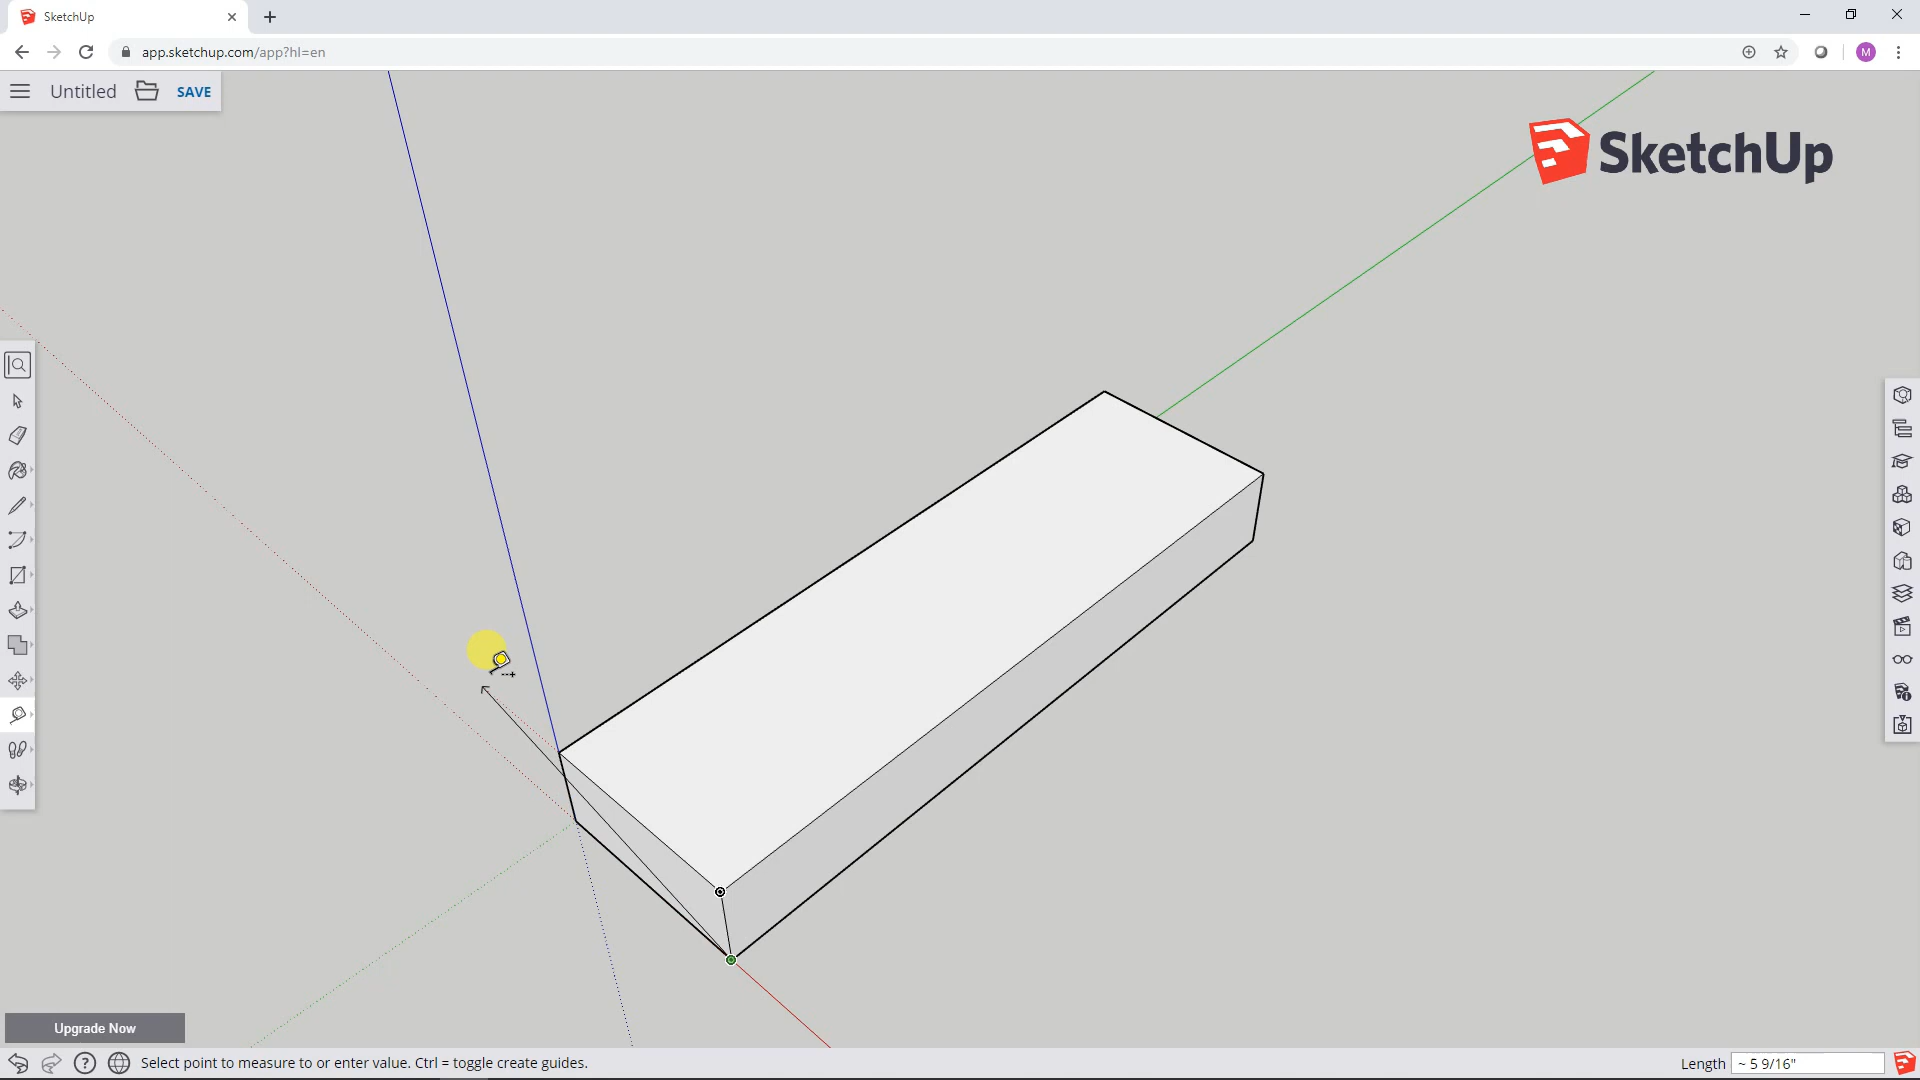 SketchUp
app.sketchup.com/app?hl=en
M
Untitled
SAVE
SketchUp
Upgrade Now
Select point to measure to or enter value. Ctrl = toggle create guides.
Length ~ 5 9/16"